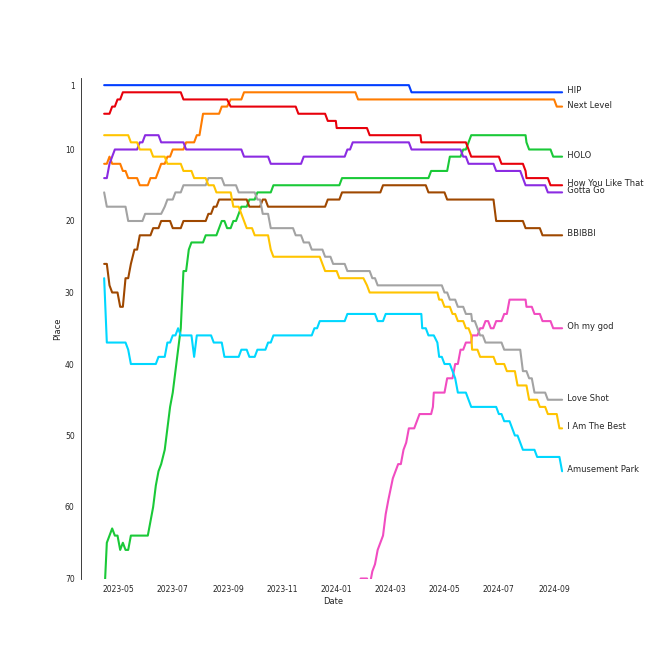 1
10
20
30
40
50
60
70
Place
2023-05
2023-07
2023-09
2023-11
2024-01
2024-03
2024-05
2024-07
2024-09
Date
HIP
Next Level
HOLO
How You Like That
Gotta Go
BBIBBI
Oh my god
Love Shot
I Am The Best
Amusement Park